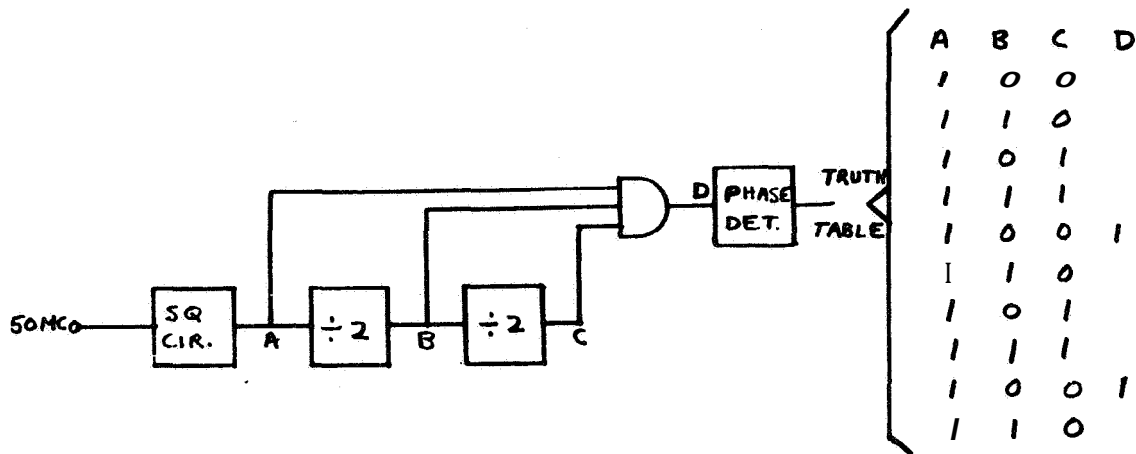 A B C D
1 0 0
1 1 0
1 0 1
1 1 1
1 0 0 1
I 1 0
1 0 1
1 1 1
1 0 0 1
1 1 0
TRUTH
TABLE
D
PHASE
DET.
50MC
SQ
CIR.
A
÷2
B
÷2
C